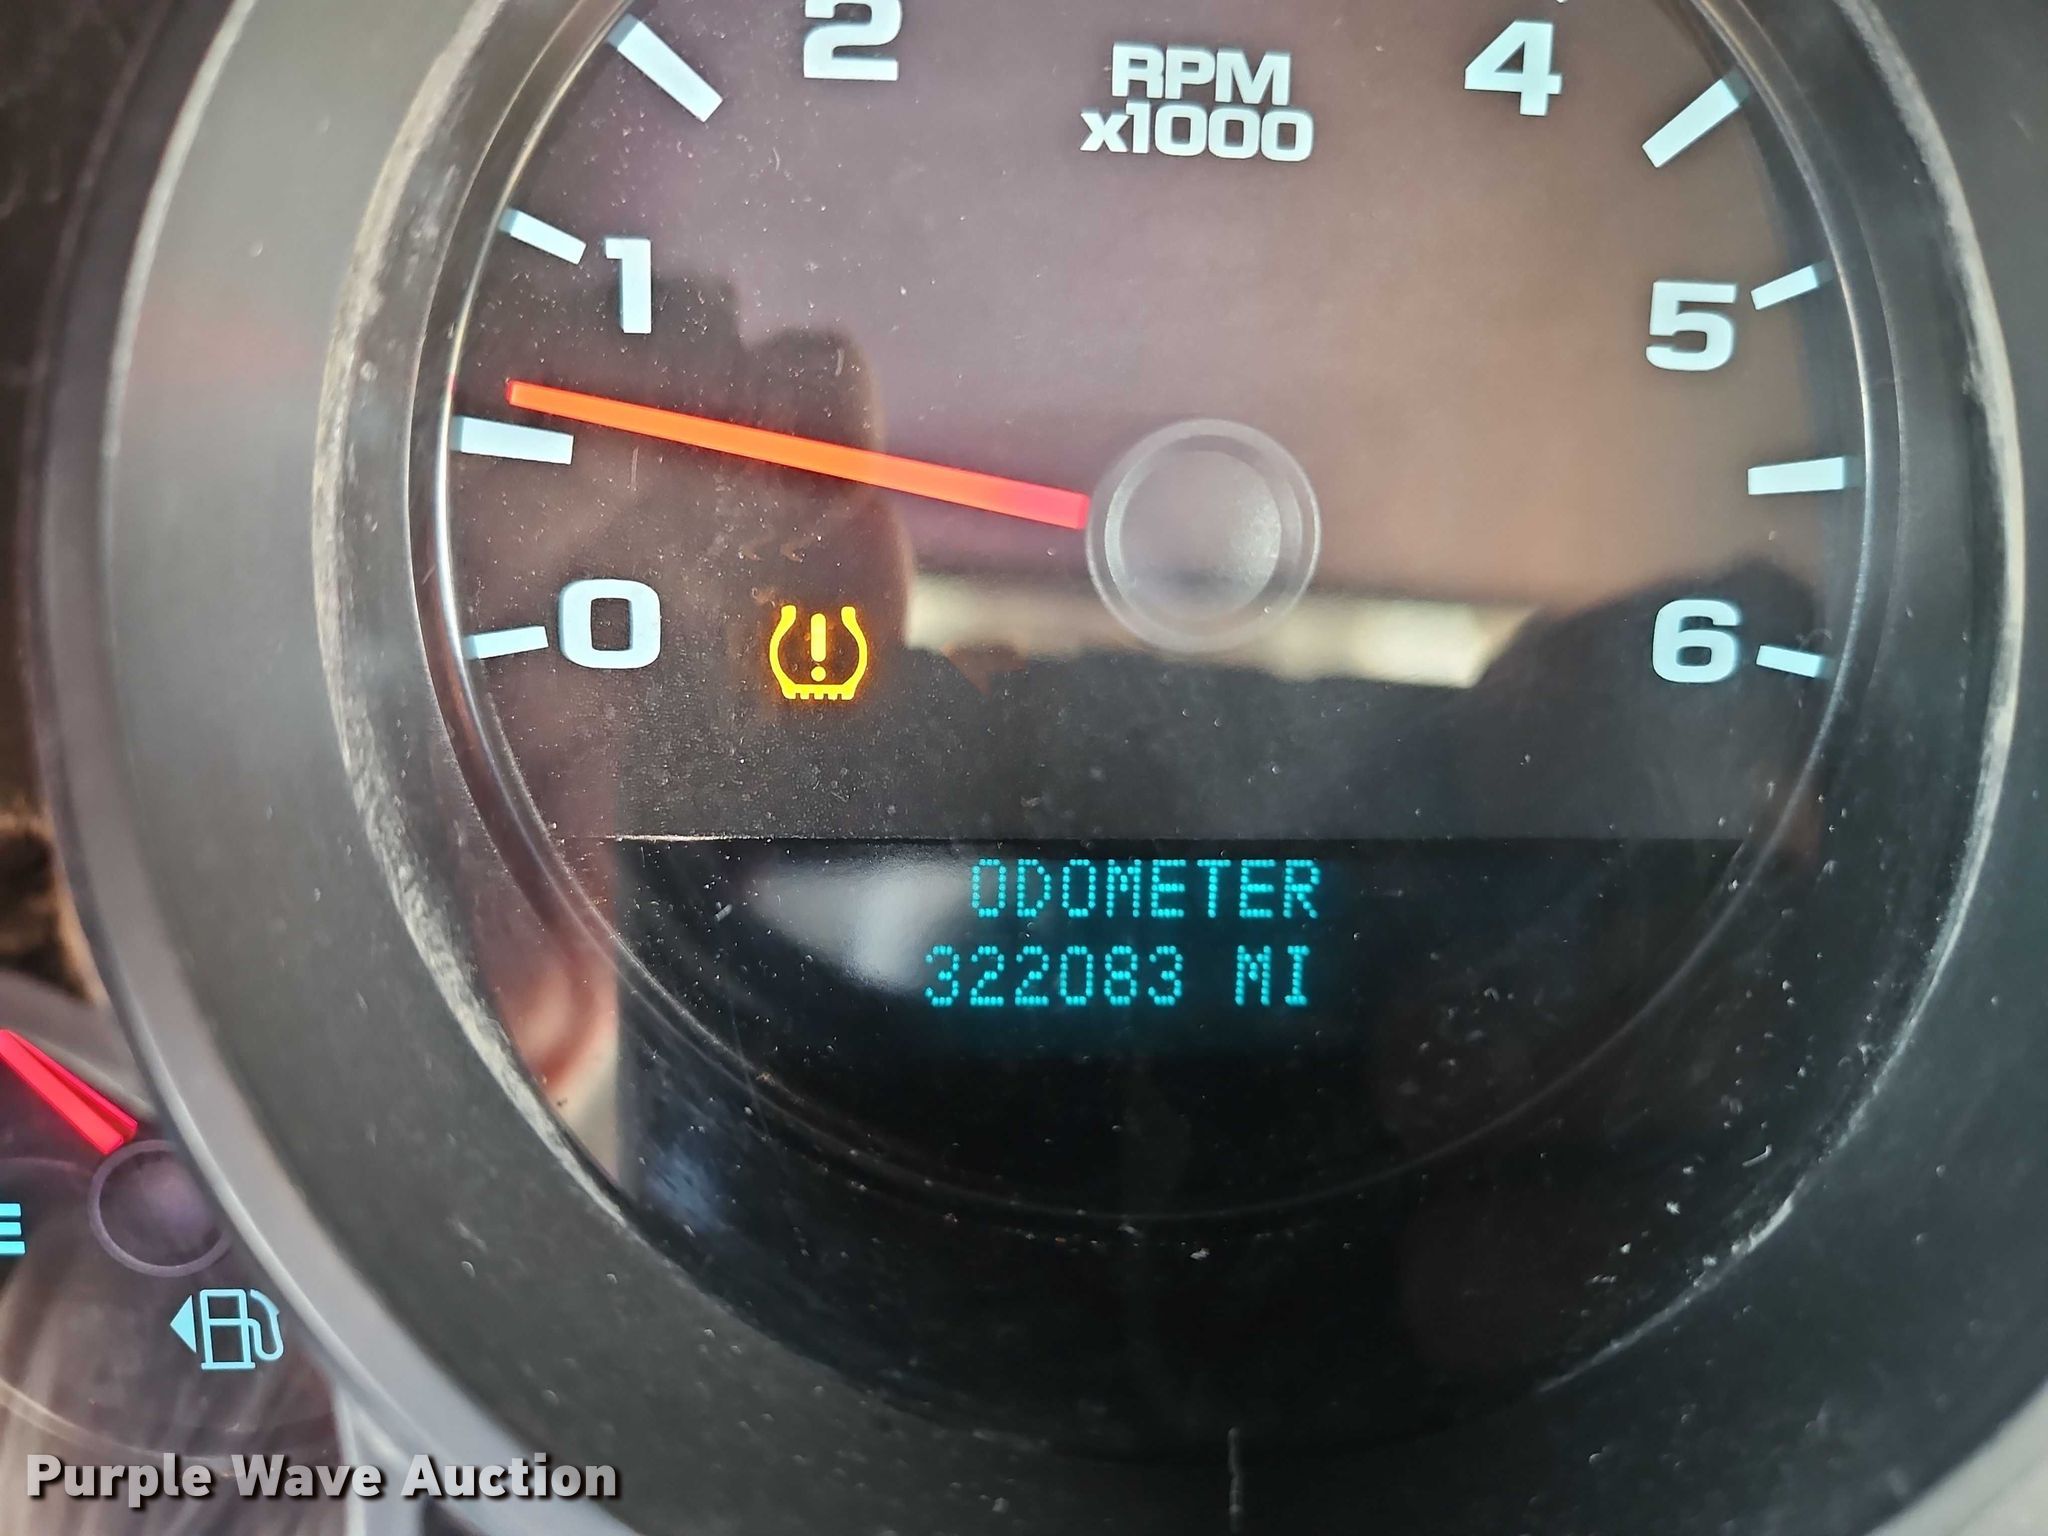 2
RPM
x1000
4
1
5
0
6
ODOMETER
322083 MI
E
Purple Wave Auction